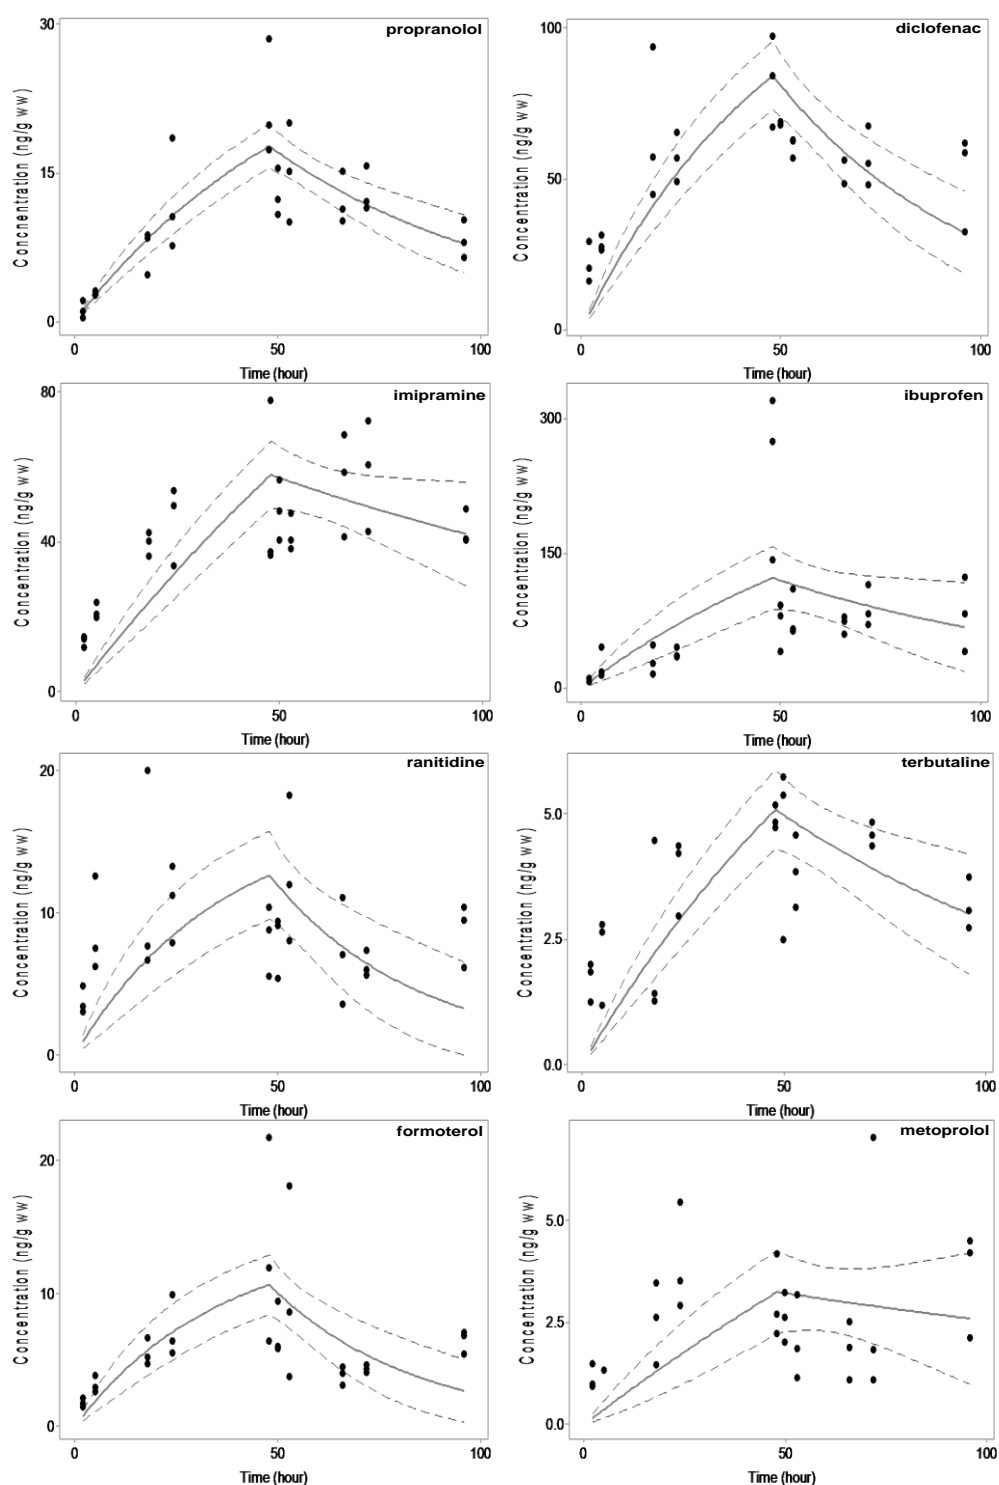 propranolol
30
15
0
Concnentration (ng/g ww)
0
50
100
Time (hour)
diclofenac
100
50
0
Concentration (ng/g ww)
0
50
100
Time (hour)
imipramine
80
40
0
Concentration (ng/g ww)
0
50
100
Time (hour)
ibuprofen
300
150
0
Concentration (ng/g ww)
0
50
100
Time (hour)
ranitidine
20
10
0
Concentration (ng/g ww)
0
50
100
Time (hour)
terbutaline
5.0
2.5
0.0
Concentration (ng/g ww)
0
50
100
Time (hour)
formoterol
20
10
0
Concentration (ng/g ww)
0
50
100
Time (hour)
metoprolol
5.0
2.5
0.0
Concentration (ng/g ww)
0
50
100
Time (hour)